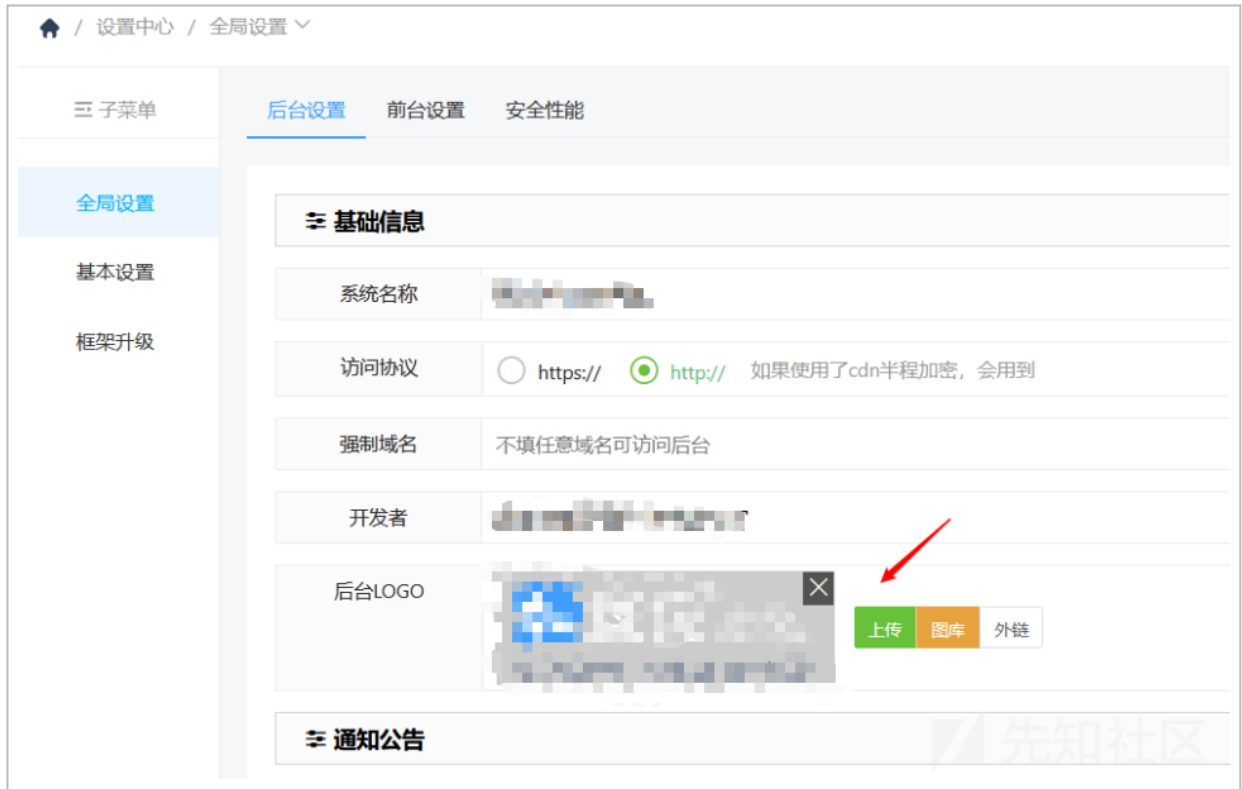 / 设置中心 / 全局设置
子菜单
后台设置 前台设置 安全性能
全局设置
基本设置
框架升级
基础信息
系统名称
访问协议 https:// http:// 如果使用了cdn半程加密，会用到
强制域名 不填任意域名可访问后台
开发者
后台LOGO
上传 图库 外链
通知公告
先知社区